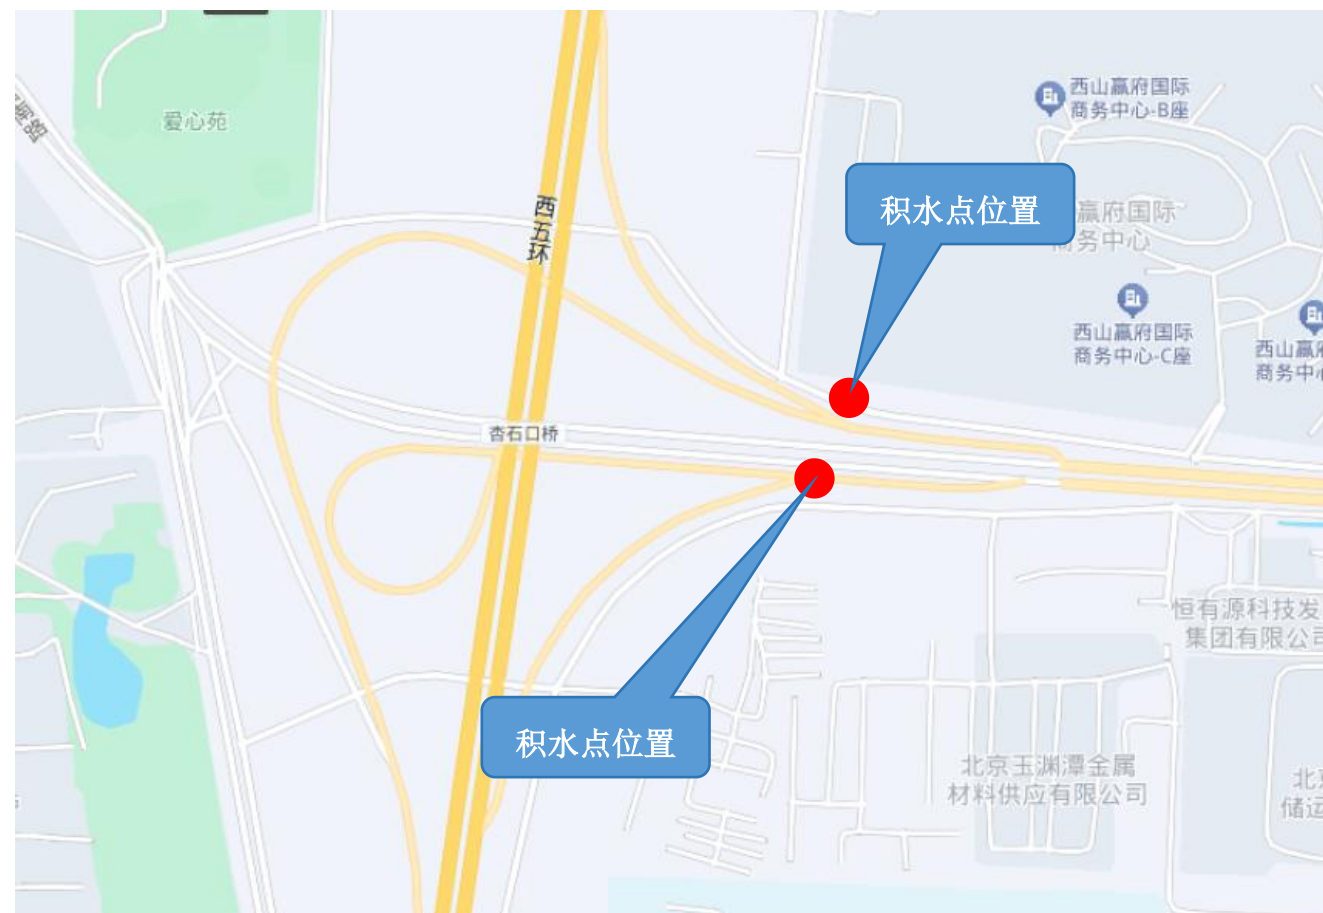 爱心苑
西五环
西山赢府国际
商务中心-B座
积水点位置
赢府国际
商务中心
西山赢府国际
商务中心-C座
西山赢府
商务中心
杏石口桥
恒有源科技发
集团有限公司
积水点位置
北京玉渊潭金属
材料供应有限公司
储运